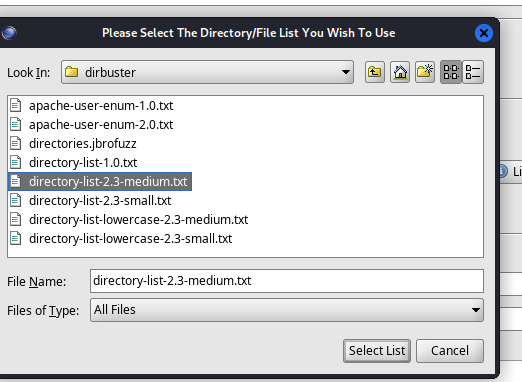 Please Select The Directory/File List You Wish To Use
Look In: dirbuster
apache-user-enum-1.0.txt
apache-user-enum-2.0.txt
directories.jbrofuzz
directory-list-1.0.txt
directory-list-2.3-medium.txt
directory-list-2.3-small.txt
directory-list-lowercase-2.3-medium.txt
directory-list-lowercase-2.3-small.txt
File Name: directory-list-2.3-medium.txt
Files of Type: All Files
Select List Cancel